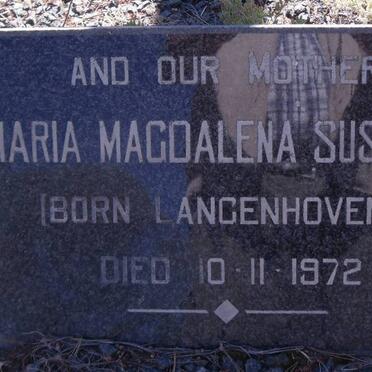 AND OUR MOTHER
MARIA MAGDALENA SUS
(BORN LANGENHOVEN
DIED 10-11-1972